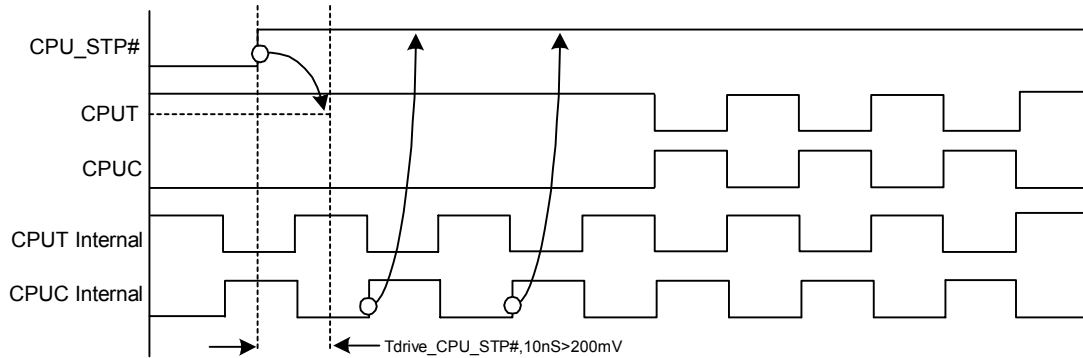 CPU_STP#
CPUT
CPUC
CPUT Internal
CPUC Internal
Tdrive_CPU_STP#,10nS>200mV